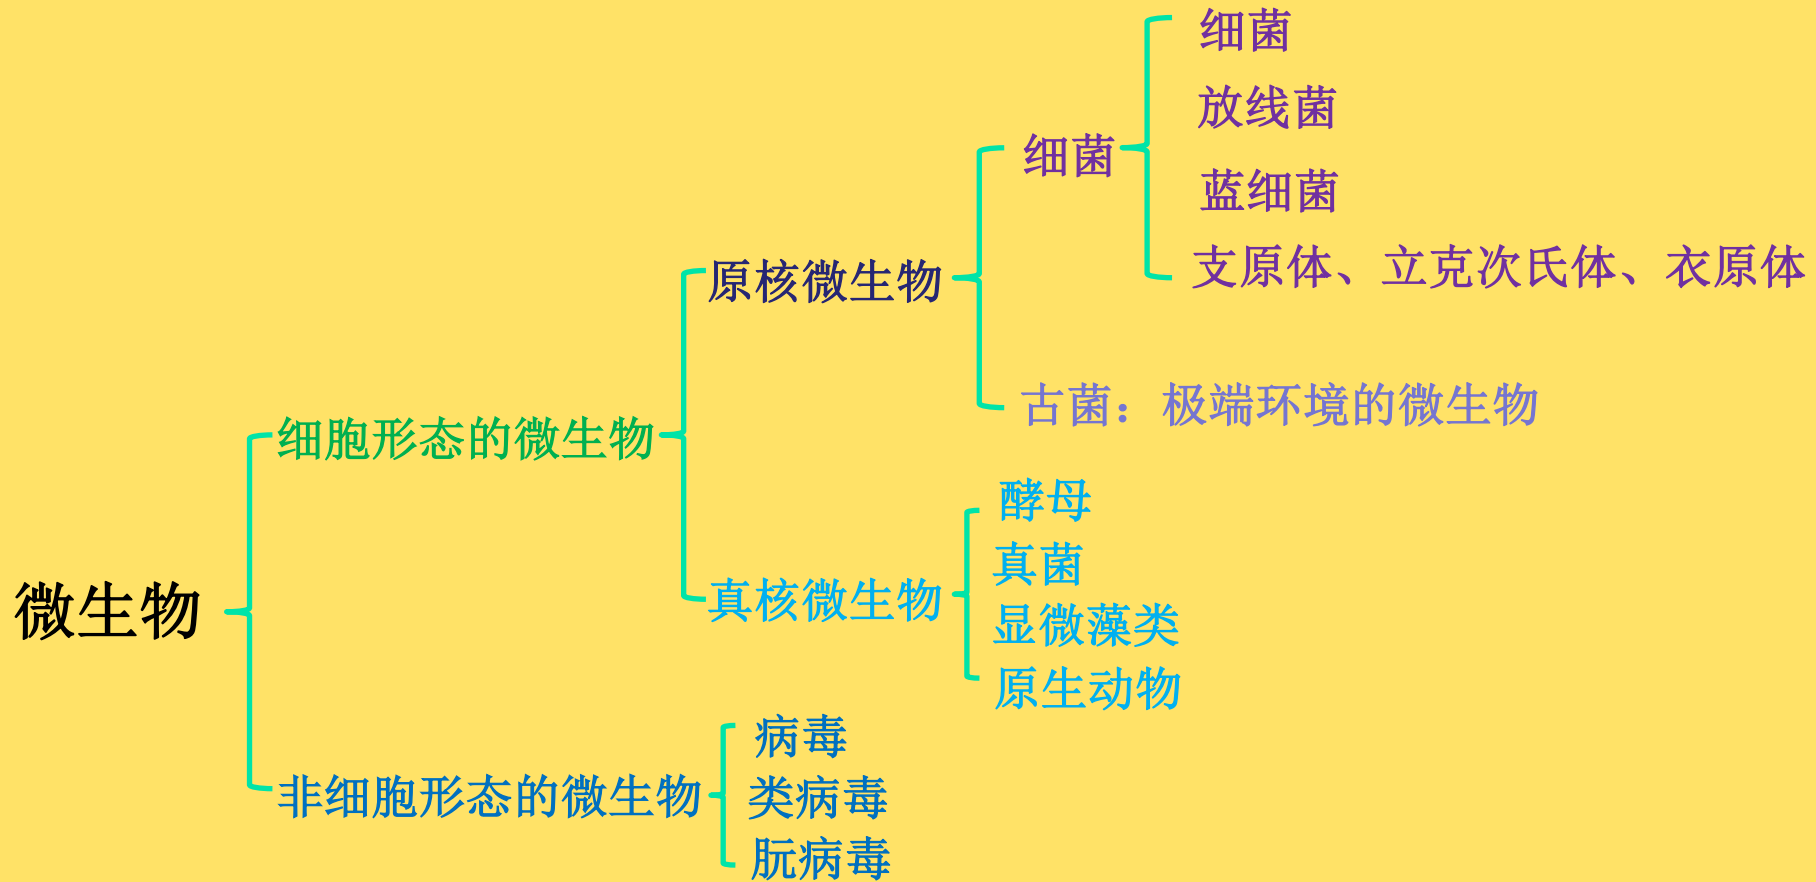 细菌
放线菌
细菌
蓝细菌
支原体、立克次氏体、衣原体
原核微生物
古菌：极端环境的微生物
细胞形态的微生物
酵母
真菌
真核微生物
显微藻类
原生动物
微生物
病毒
非细胞形态的微生物
类病毒
朊病毒